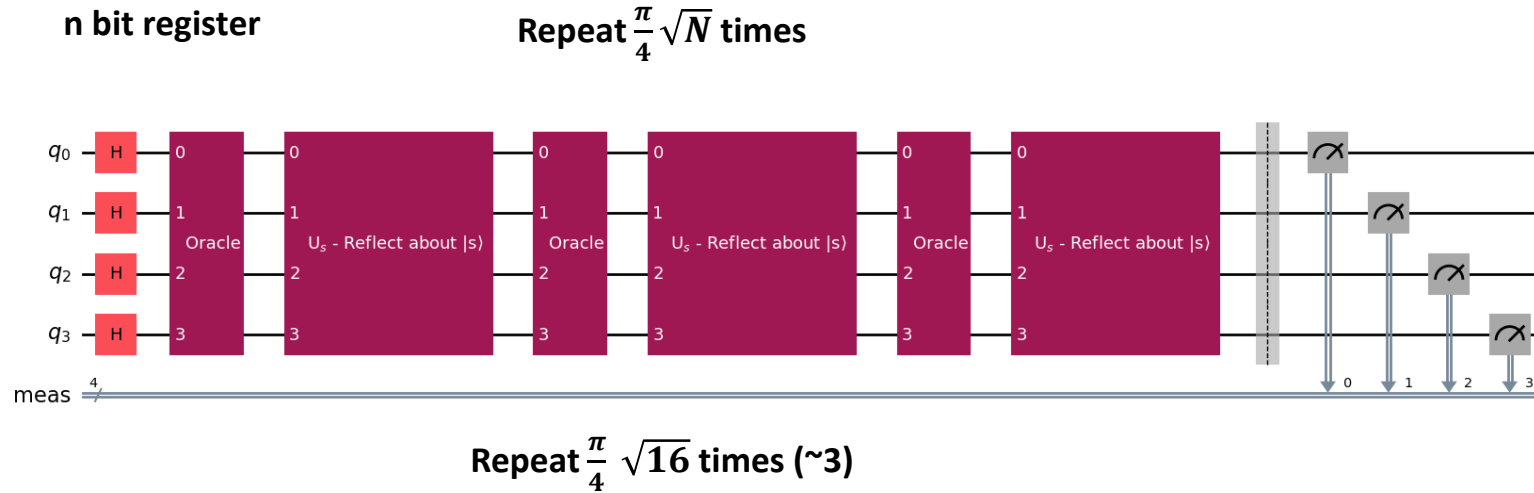 n bit register
Repeat π/4 √N times
q₀ H 0 0 0 0 0 0
q₁ H 1 1 1 1 1 1
Oracle Uₛ - Reflect about |s⟩ Oracle Uₛ - Reflect about |s⟩ Oracle Uₛ - Reflect about |s⟩
q₂ H 2 2 2 2 2 2
q₃ H 3 3 3 3 3 3
meas 4 0 1 2 3
Repeat π/4 √16 times (~3)